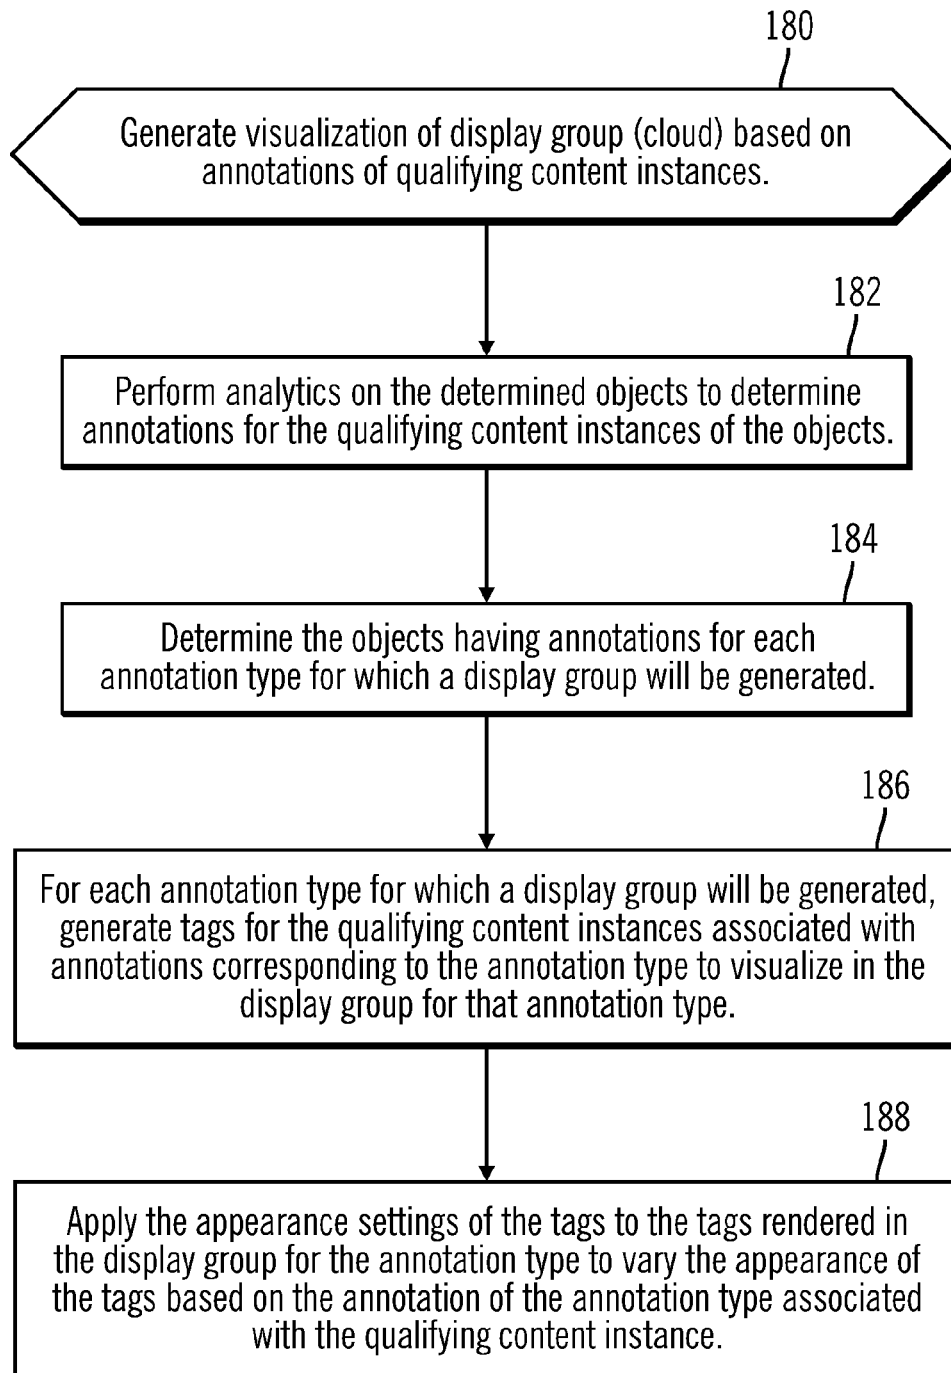 180
Generate visualization of display group (cloud) based on
annotations of qualifying content instances.
182
Perform analytics on the determined objects to determine
annotations for the qualifying content instances of the objects.
184
Determine the objects having annotations for each
annotation type for which a display group will be generated.
186
For each annotation type for which a display group will be generated,
generate tags for the qualifying content instances associated with
annotations corresponding to the annotation type to visualize in the
display group for that annotation type.
188
Apply the appearance settings of the tags to the tags rendered in
the display group for the annotation type to vary the appearance of
the tags based on the annotation of the annotation type associated
with the qualifying content instance.